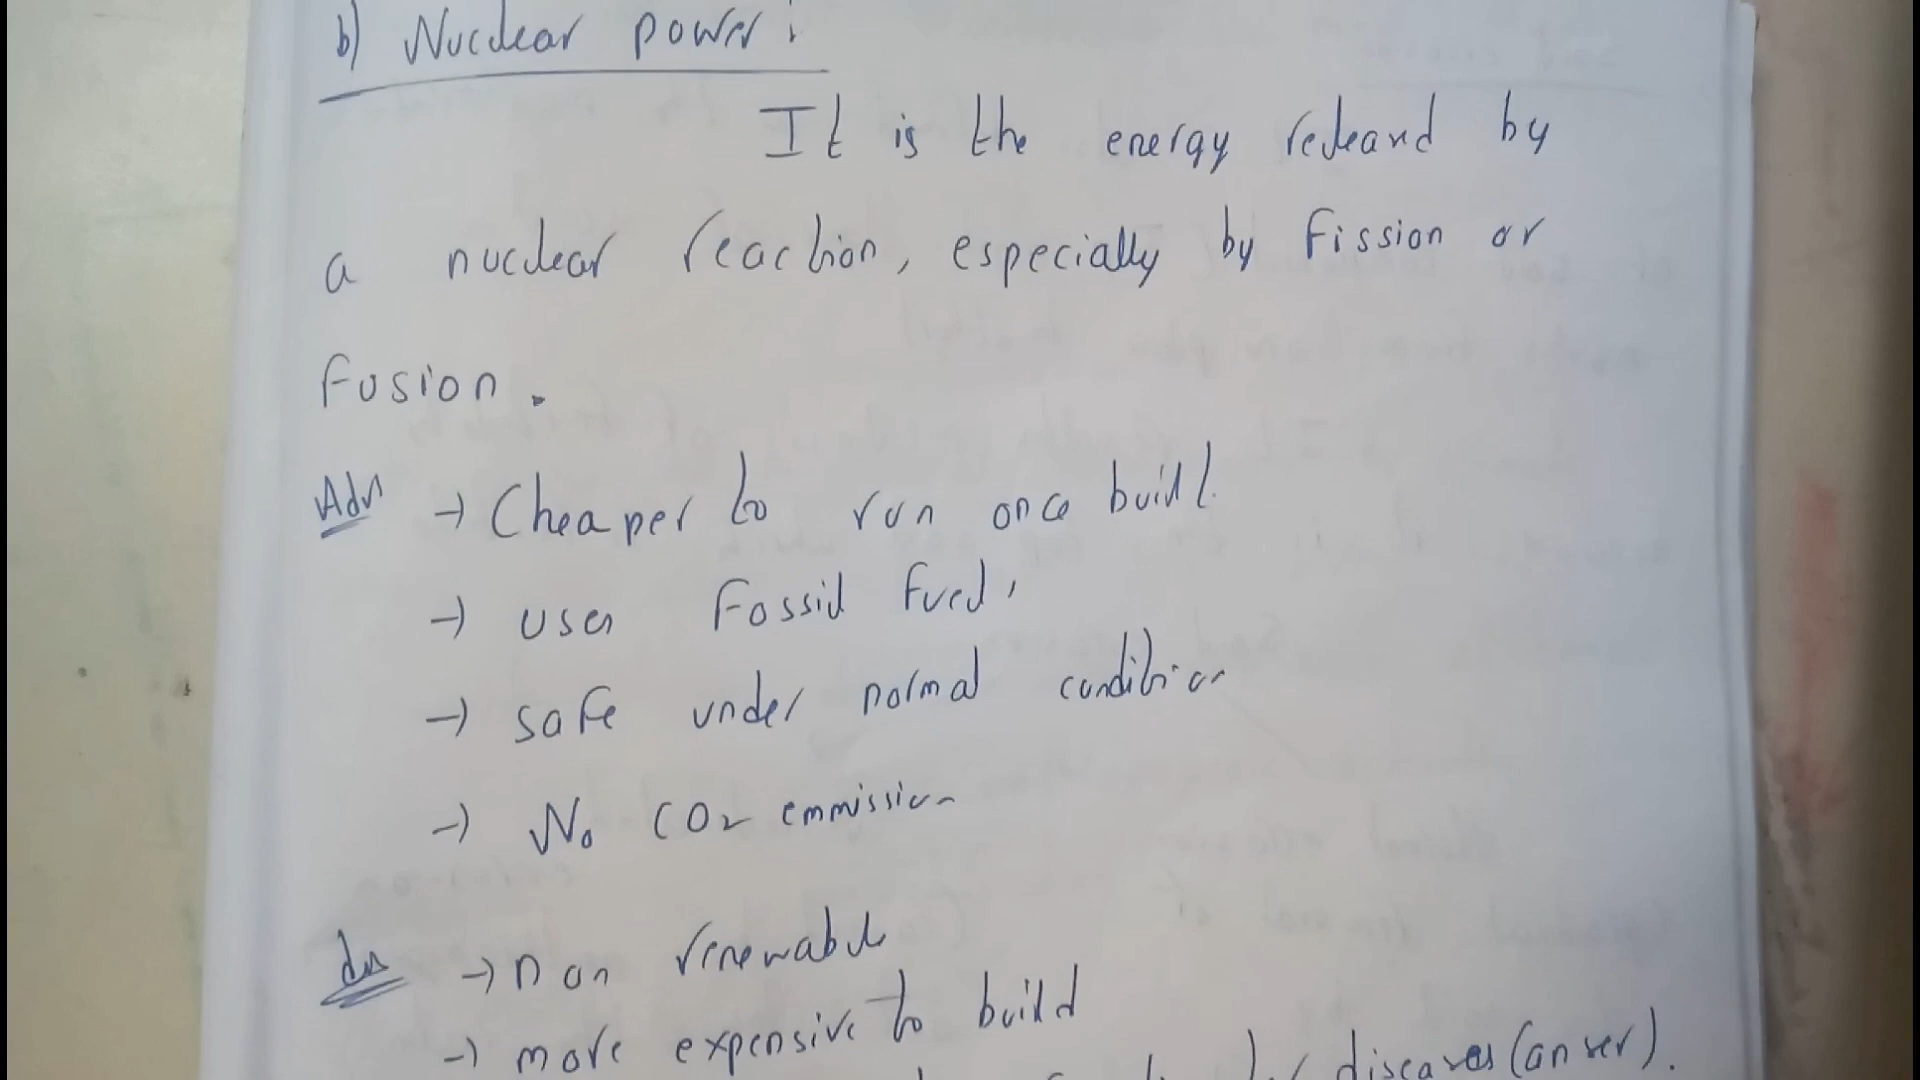 b) Nuclear power:
It is the energy released by
a nuclear reaction, especially by fission or
fusion.
Adv → Cheaper to run once built.
→ uses Fossil fuel,
→ safe under normal condition
→ No CO2 emmission
dis → non renewable
→ more expensive to build
diseases (canser).